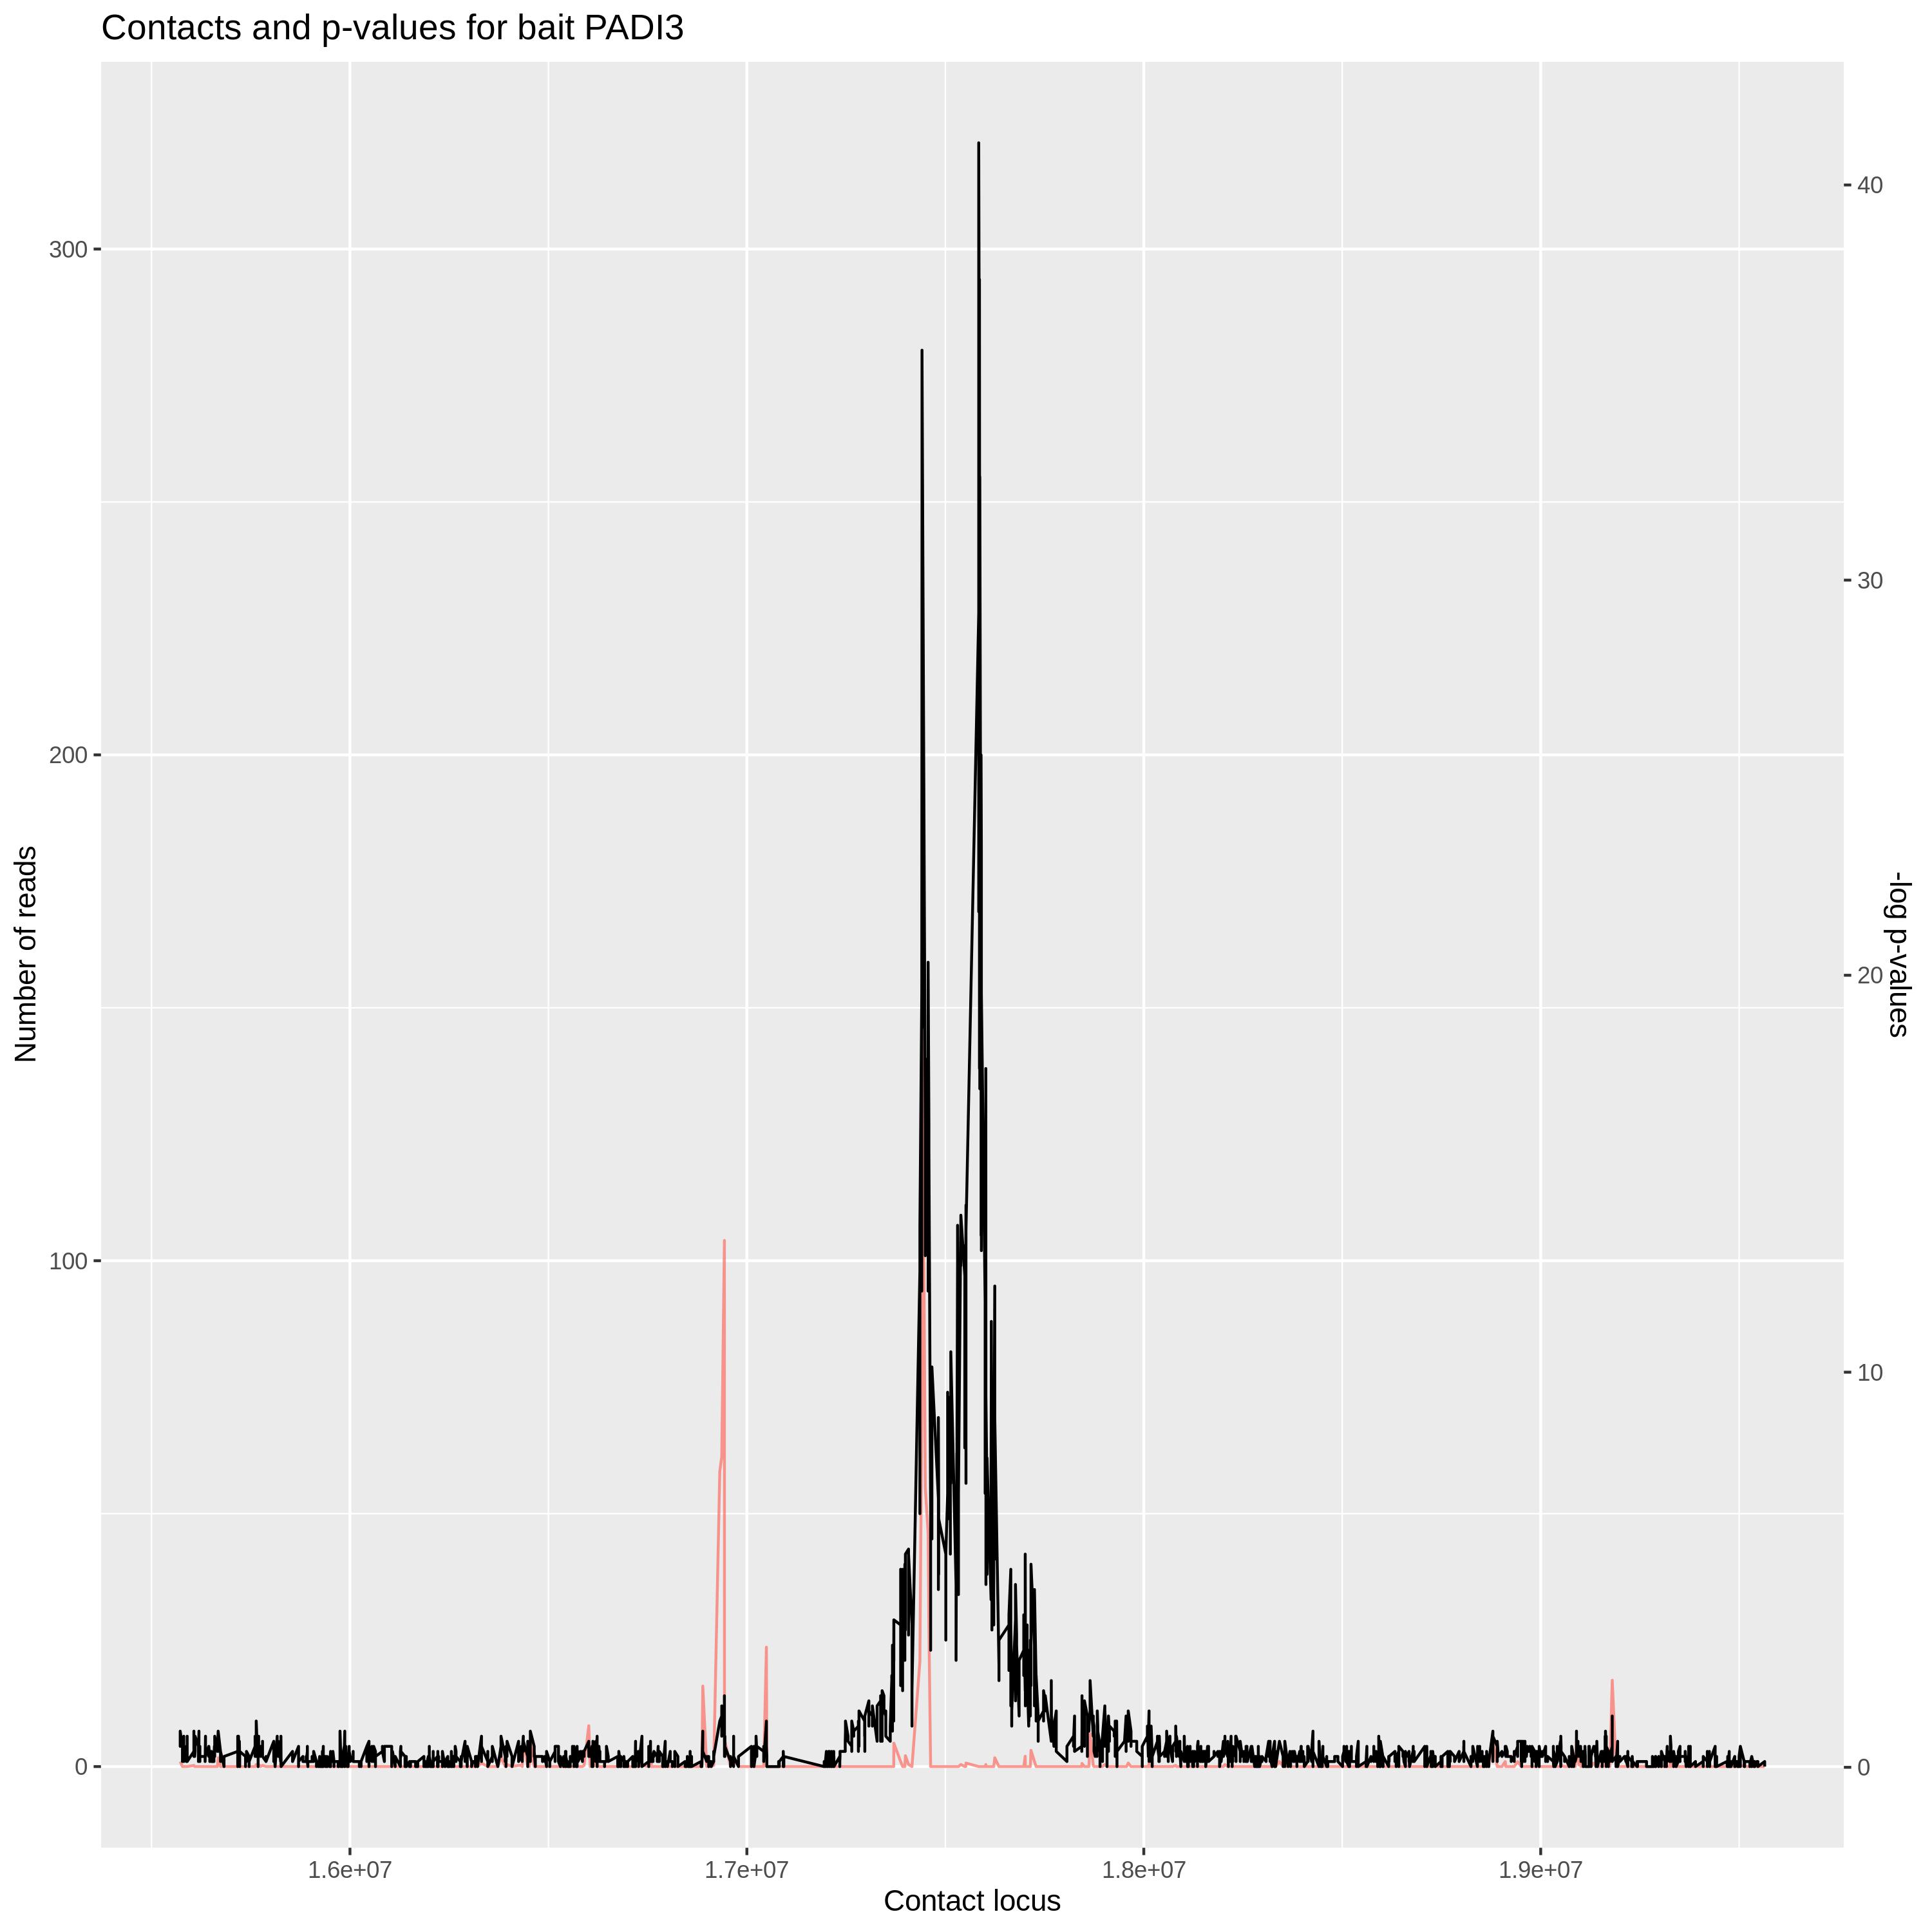 Contacts and p-values for bait PADI3
300
200
100
0
Number of reads
40
30
20
10
0
-log p-values
1.6e+07
1.7e+07
1.8e+07
1.9e+07
Contact locus